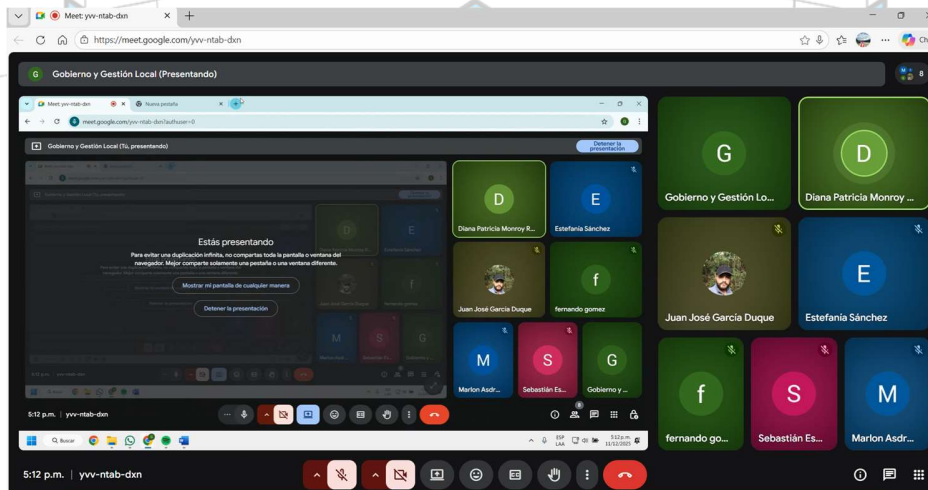 Meet: yvv-ntab-dxn
https://meet.google.com/yvv-ntab-dxn
G Gobierno y Gestión Local (Presentando)
8
Meet: yvv-ntab-dxn
Nueva pestaña
meet.google.com/yvv-ntab-dxn?authuser=0
Gobierno y Gestión Local (Tú, presentando)
Detener la
presentación
Estás presentando
Para evitar una duplicación infinita, no compartas toda la pantalla o ventana del
navegador. Mejor comparte solamente una pestaña o una ventana diferente.
Mostrar mi pantalla de cualquier manera
Detener la presentación
D
Diana Patricia Monroy R...
E
Estefanía Sánchez
Juan José García Duque
f
fernando gomez
M
Marlon Asdr...
S
Sebastián Es...
G
Gobierno y ...
5:12 p.m. | yvv-ntab-dxn
8
Buscar
ESP
LAA
5:12 p.m.
11/12/2025
G
Gobierno y Gestión Lo...
D
Diana Patricia Monroy ...
Juan José García Duque
E
Estefanía Sánchez
f
fernando go...
S
Sebastián Es...
M
Marlon Asdr...
5:12 p.m. | yvv-ntab-dxn